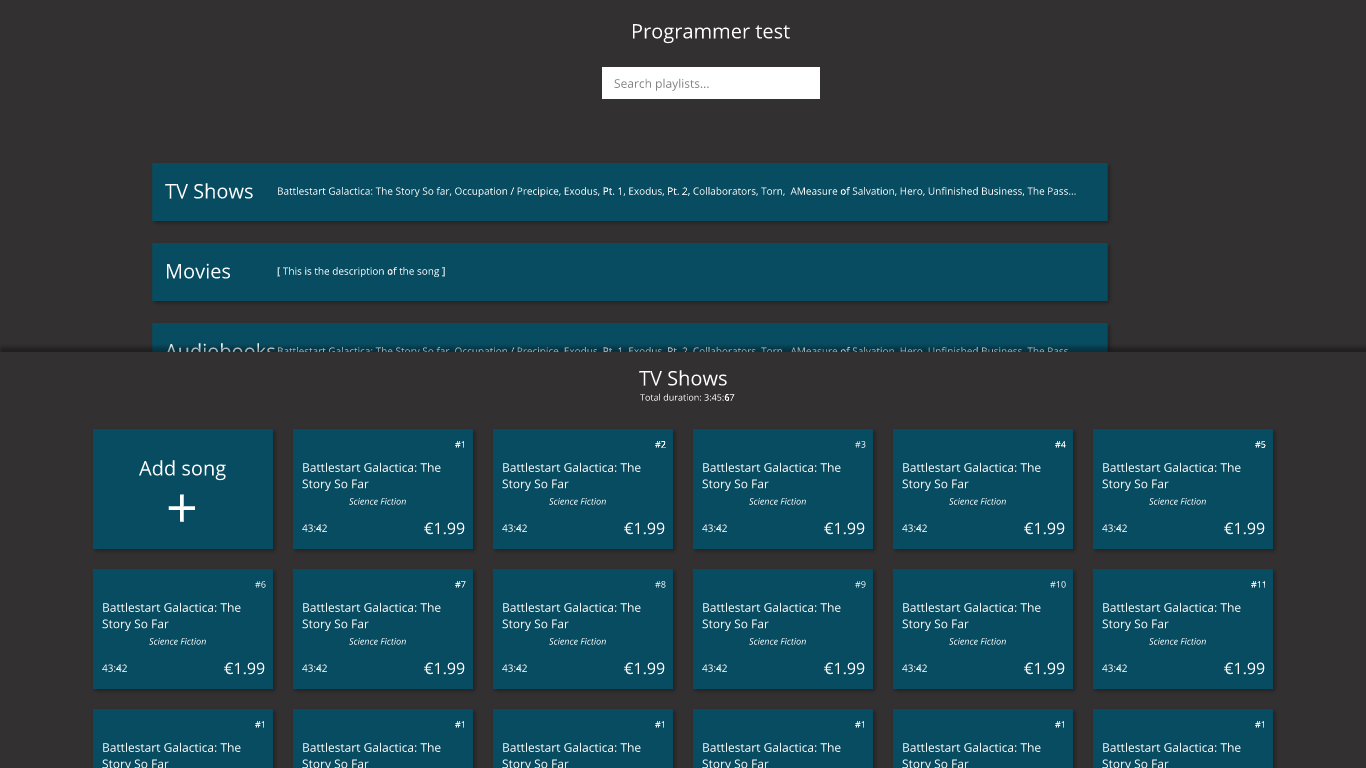 Programmer test
Search playlists...
TV Shows
Battlestart Galactica: The Story So far, Occupation / Precipice, Exodus, Pt. 1, Exodus, Pt. 2, Collaborators, Torn, AMeasure of Salvation, Hero, Unfinished Business, The Pass...
Movies
[ This is the description of the song ]
Audiobooks
Battlestart Galactica: The Story So far, Occupation / Precipice, Exodus, Pt. 1, Exodus, Pt. 2, Collaborators, Torn, AMeasure of Salvation, Hero, Unfinished Business, The Pass...
TV Shows
Total duration: 3:45:67
Add song
+
#1
Battlestart Galactica: The
Story So Far
Science Fiction
43:42 €1.99
#2
Battlestart Galactica: The
Story So Far
Science Fiction
43:42 €1.99
#3
Battlestart Galactica: The
Story So Far
Science Fiction
43:42 €1.99
#4
Battlestart Galactica: The
Story So Far
Science Fiction
43:42 €1.99
#5
Battlestart Galactica: The
Story So Far
Science Fiction
43:42 €1.99
#6
Battlestart Galactica: The
Story So Far
Science Fiction
43:42 €1.99
#7
Battlestart Galactica: The
Story So Far
Science Fiction
43:42 €1.99
#8
Battlestart Galactica: The
Story So Far
Science Fiction
43:42 €1.99
#9
Battlestart Galactica: The
Story So Far
Science Fiction
43:42 €1.99
#10
Battlestart Galactica: The
Story So Far
Science Fiction
43:42 €1.99
#11
Battlestart Galactica: The
Story So Far
Science Fiction
43:42 €1.99
#1
Battlestart Galactica: The
Story So Far
#1
Battlestart Galactica: The
Story So Far
#1
Battlestart Galactica: The
Story So Far
#1
Battlestart Galactica: The
Story So Far
#1
Battlestart Galactica: The
Story So Far
#1
Battlestart Galactica: The
Story So Far